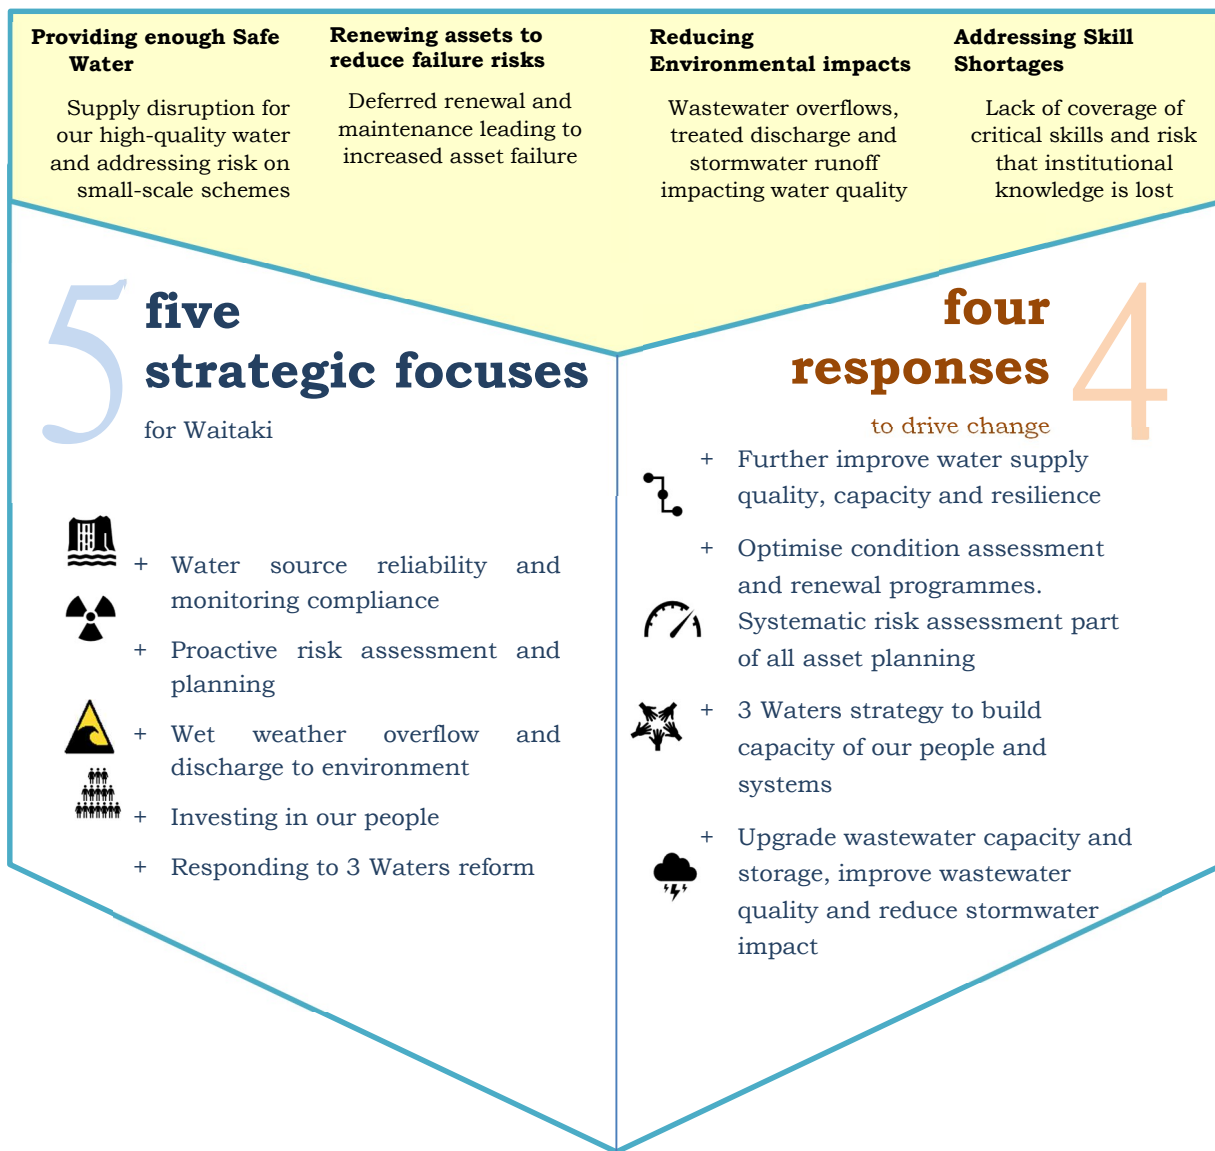 Providing enough Safe
Water
Supply disruption for
our high-quality water
and addressing risk on
small-scale schemes
Renewing assets to
reduce failure risks
Deferred renewal and
maintenance leading to
increased asset failure
Reducing
Environmental impacts
Wastewater overflows,
treated discharge and
stormwater runoff
impacting water quality
Addressing Skill
Shortages
Lack of coverage of
critical skills and risk
that institutional
knowledge is lost
5
five
strategic focuses
for Waitaki
+ Water source reliability and
monitoring compliance
+ Proactive risk assessment and
planning
+ Wet weather overflow and
discharge to environment
+ Investing in our people
+ Responding to 3 Waters reform
four
responses
4
to drive change
+ Further improve water supply
quality, capacity and resilience
+ Optimise condition assessment
and renewal programmes.
Systematic risk assessment part
of all asset planning
+ 3 Waters strategy to build
capacity of our people and
systems
+ Upgrade wastewater capacity and
storage, improve wastewater
quality and reduce stormwater
impact